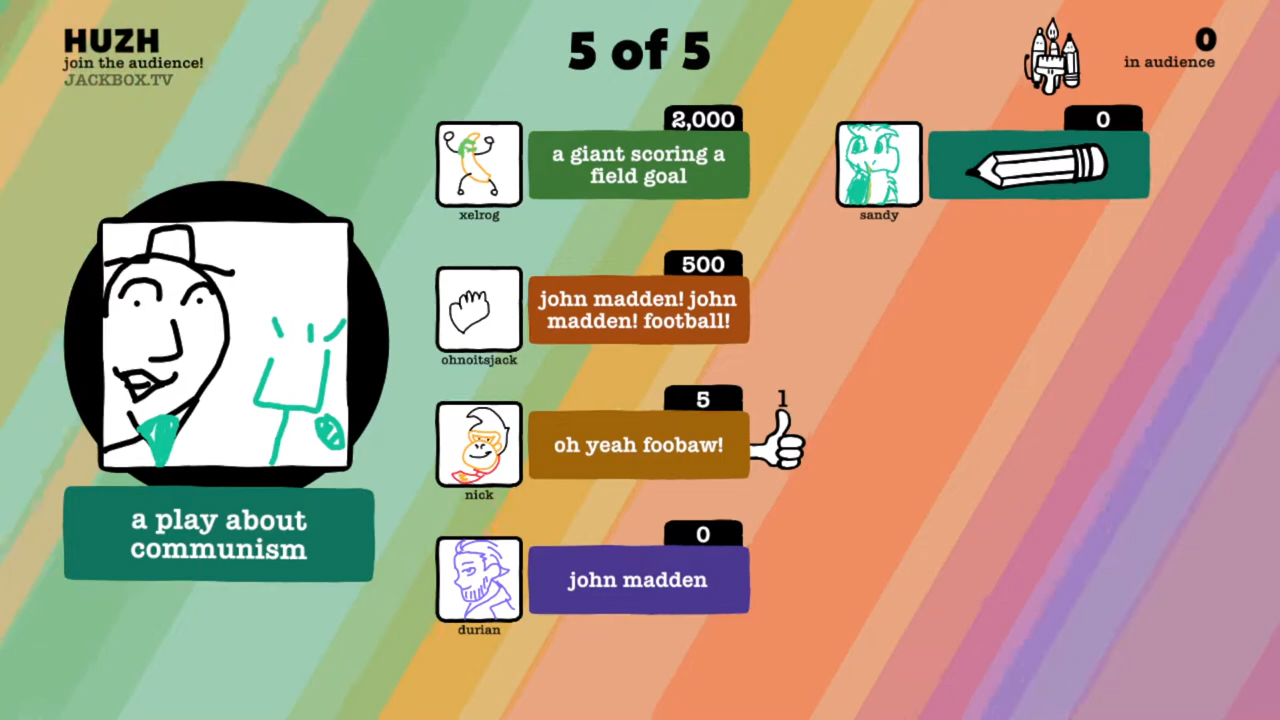 HUZH
join the audience!
JACKBOX.TV
5 of 5
0
in audience
2,000
a giant scoring a
field goal
xelrog
0
sandy
500
john madden! john
madden! football!
ohnoitsjack
5
1
oh yeah foobaw!
nick
a play about
communism
0
john madden
durian